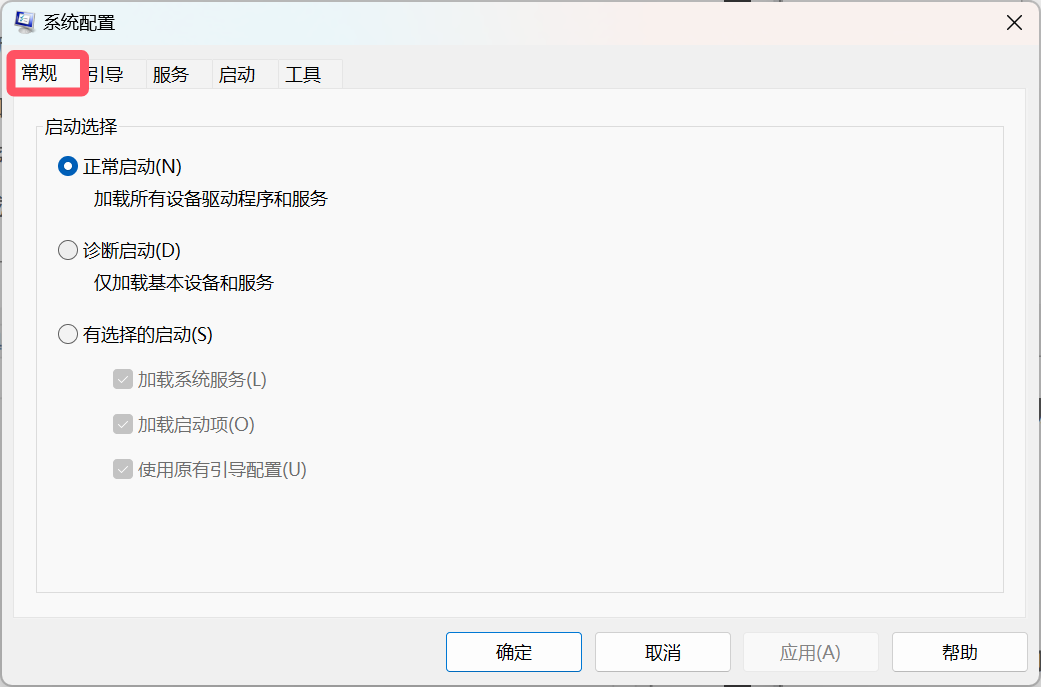 系统配置
常规 引导 服务 启动 工具
启动选择
正常启动(N)
加载所有设备驱动程序和服务
诊断启动(D)
仅加载基本设备和服务
有选择的启动(S)
加载系统服务(L)
加载启动项(O)
使用原有引导配置(U)
确定 取消 应用(A) 帮助